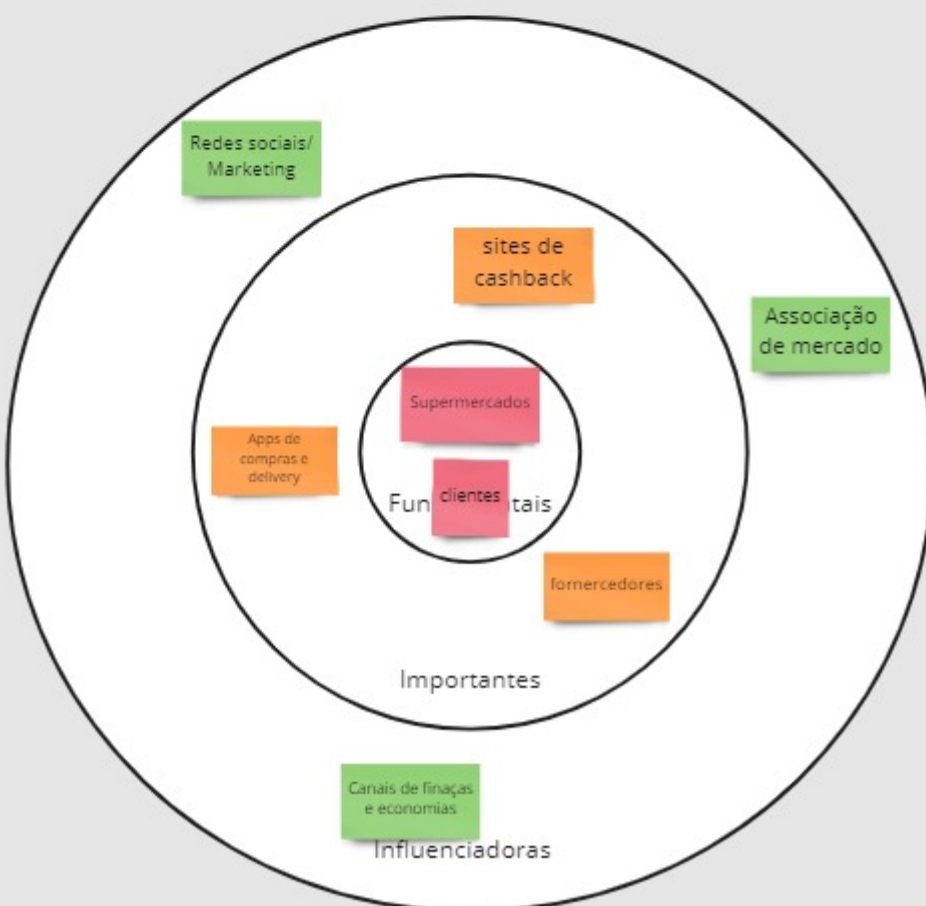 Redes sociais/
Marketing
sites de
cashback
Associação
de mercado
Supermercados
Apps de
compras e
delivery
clientes
Fun tais
fornercedores
Importantes
Canais de finaças
e economias
Influenciadoras